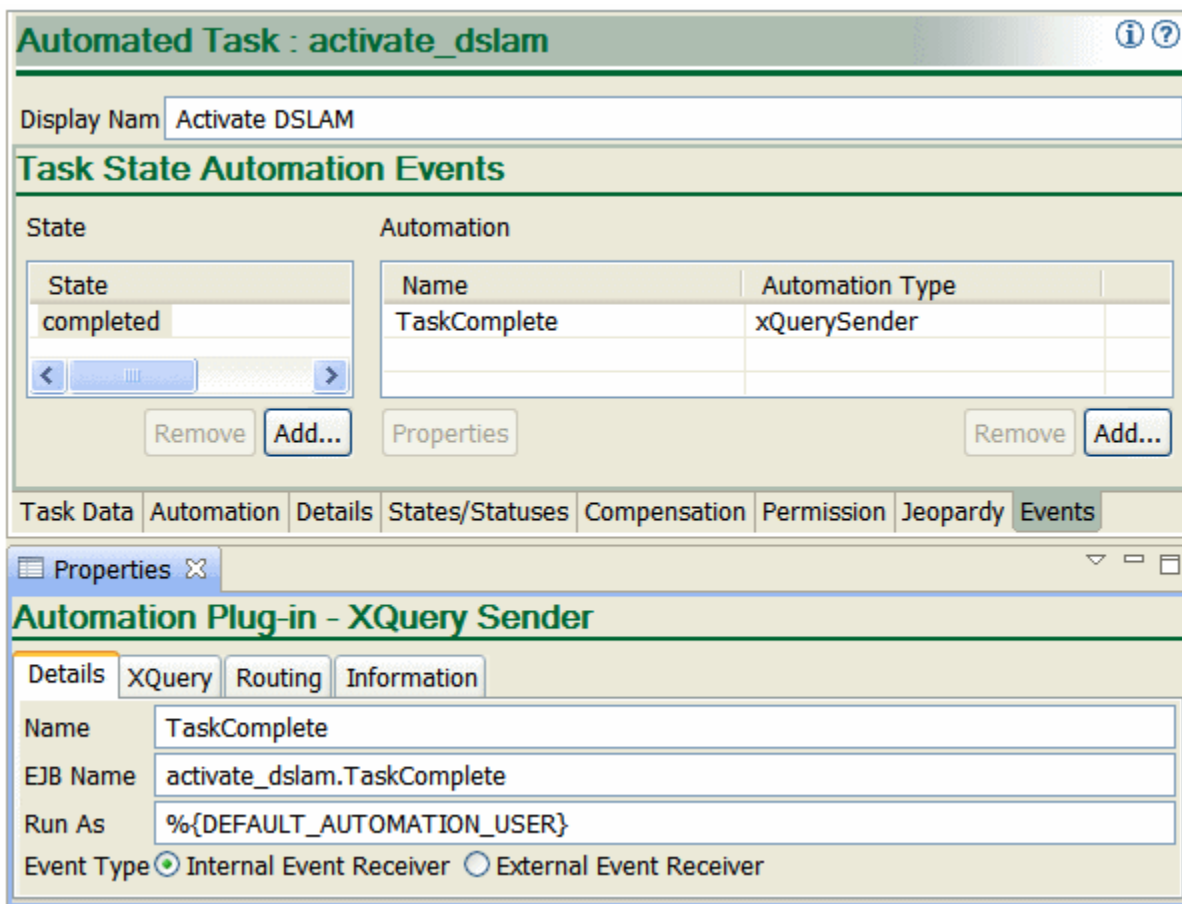 Automated Task : activate_dslam
Display Nam Activate DSLAM
Task State Automation Events
State Automation
State Name Automation Type
completed TaskComplete xQuerySender
Remove Add... Properties Remove Add...
Task Data Automation Details States/Statuses Compensation Permission Jeopardy Events
Properties
Automation Plug-in - XQuery Sender
Details XQuery Routing Information
Name TaskComplete
EJB Name activate_dslam.TaskComplete
Run As %{DEFAULT_AUTOMATION_USER}
Event Type Internal Event Receiver External Event Receiver